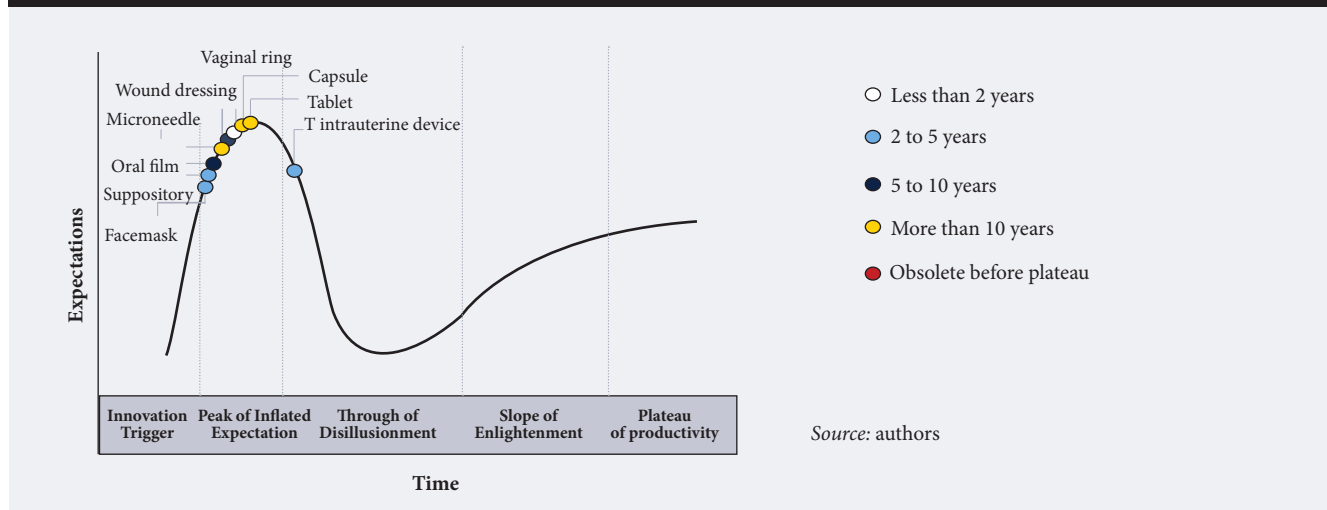 Vaginal ring
Capsule
Wound dressing
Tablet
Microneedle
T intrauterine device
Oral film
Suppository
Facemask
Expectations
Less than 2 years
2 to 5 years
5 to 10 years
More than 10 years
Obsolete before plateau
Innovation
Trigger
Peak of Inflated
Expectation
Through of
Disillusionment
Slope of
Enlightenment
Plateau
of productivity
Time
Source: authors